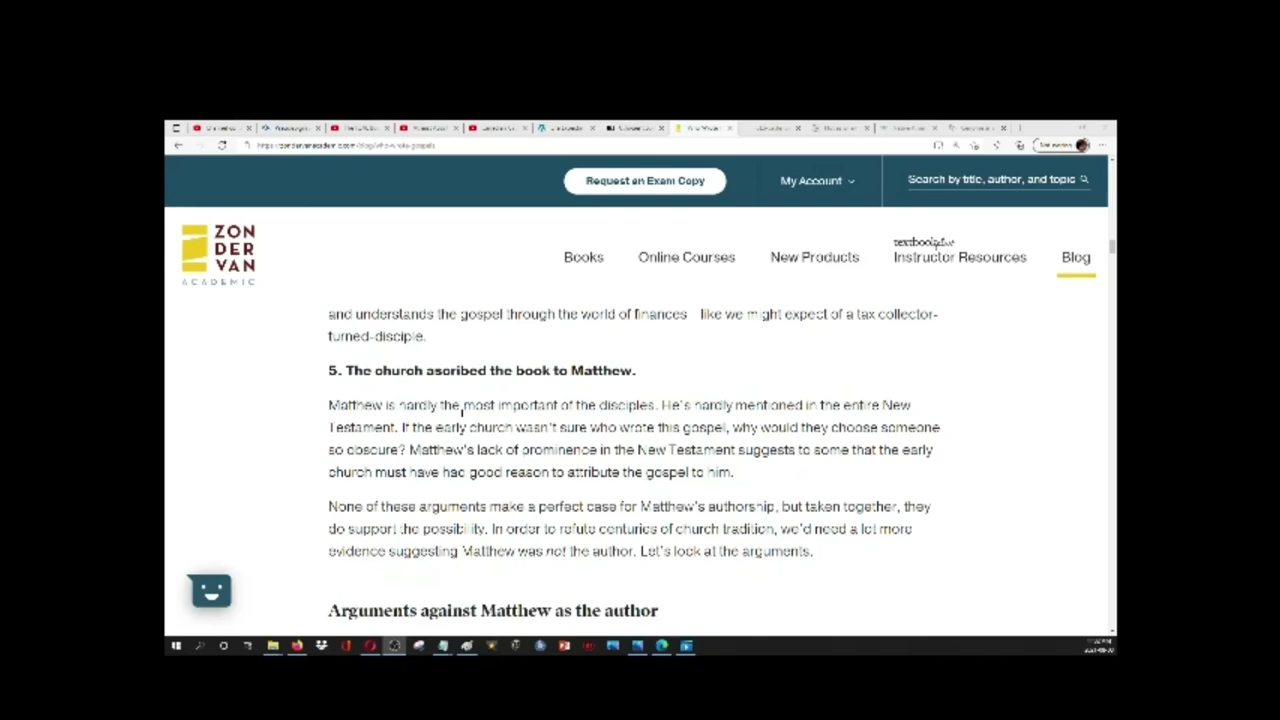 https://zondervanacademic.com/blog/who-wrote-gospels
Request an Exam Copy
My Account
Search by title, author, and topic
ZON
DER
VAN
ACADEMIC
Books
Online Courses
New Products
textbookplus
Instructor Resources
Blog
and understands the gospel through the world of finances like we might expect of a tax collector-
turned-disciple.
5. The church ascribed the book to Matthew.
Matthew is hardly the most important of the disciples. He's hardly mentioned in the entire New
Testament. If the early church wasn't sure who wrote this gospel, why would they choose someone
so obscure? Matthew's lack of prominence in the New Testament suggests to some that the early
church must have had good reason to attribute the gospel to him.
None of these arguments make a perfect case for Matthew's authorship, but taken together, they
do support the possibility. In order to refute centuries of church tradition, we'd need a lot more
evidence suggesting Matthew was not the author. Let's look at the arguments.
Arguments against Matthew as the author